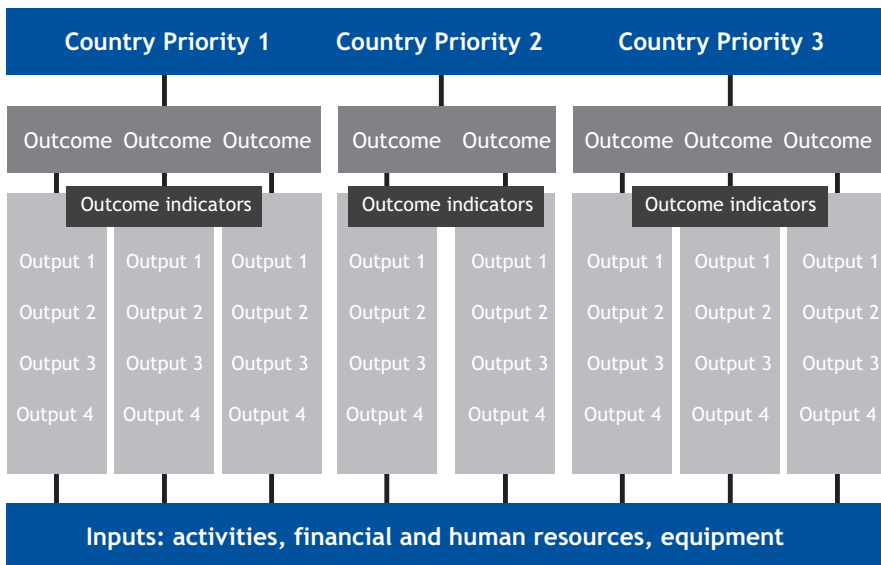 Country Priority 1 Country Priority 2 Country Priority 3
Outcome Outcome Outcome Outcome Outcome Outcome Outcome Outcome
Outcome indicators Outcome indicators Outcome indicators
Output 1 Output 1 Output 1 Output 1 Output 1 Output 1 Output 1 Output 1
Output 2 Output 2 Output 2 Output 2 Output 2 Output 2 Output 2 Output 2
Output 3 Output 3 Output 3 Output 3 Output 3 Output 3 Output 3 Output 3
Output 4 Output 4 Output 4 Output 4 Output 4 Output 4 Output 4 Output 4
Inputs: activities, financial and human resources, equipment